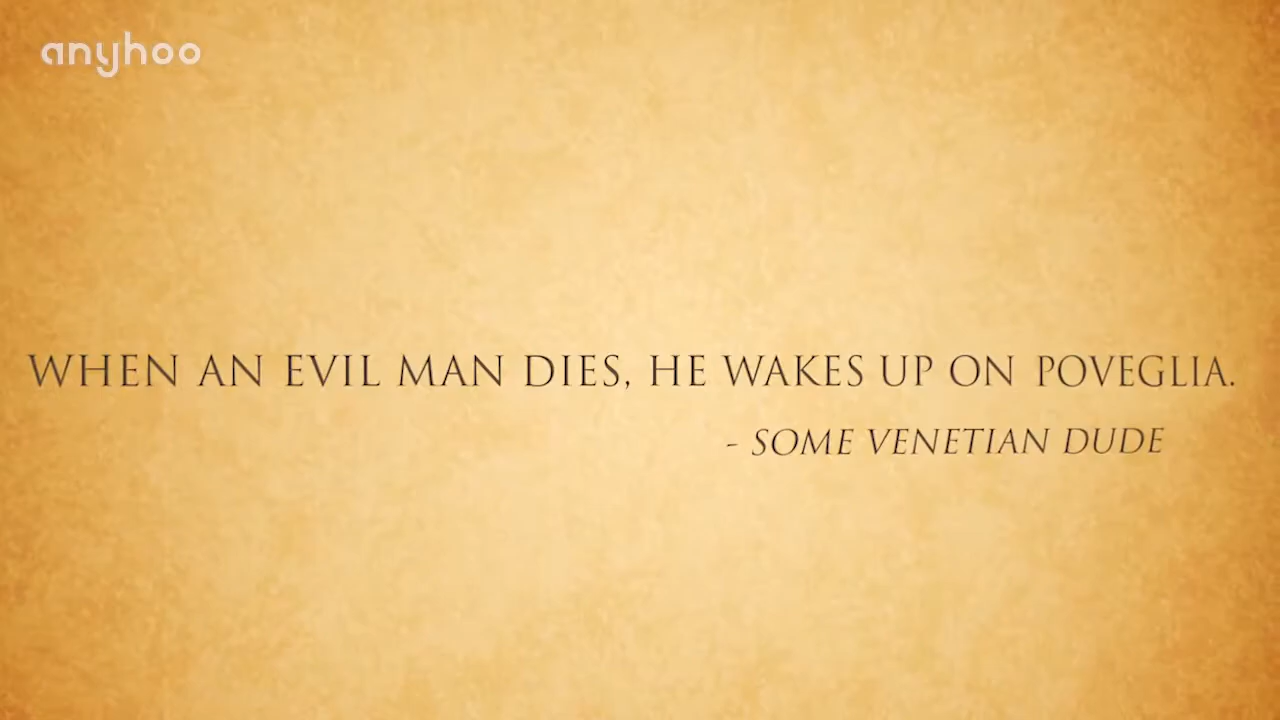 anyhoo
WHEN AN EVIL MAN DIES, HE WAKES UP ON POVEGLIA.
- SOME VENETIAN DUDE